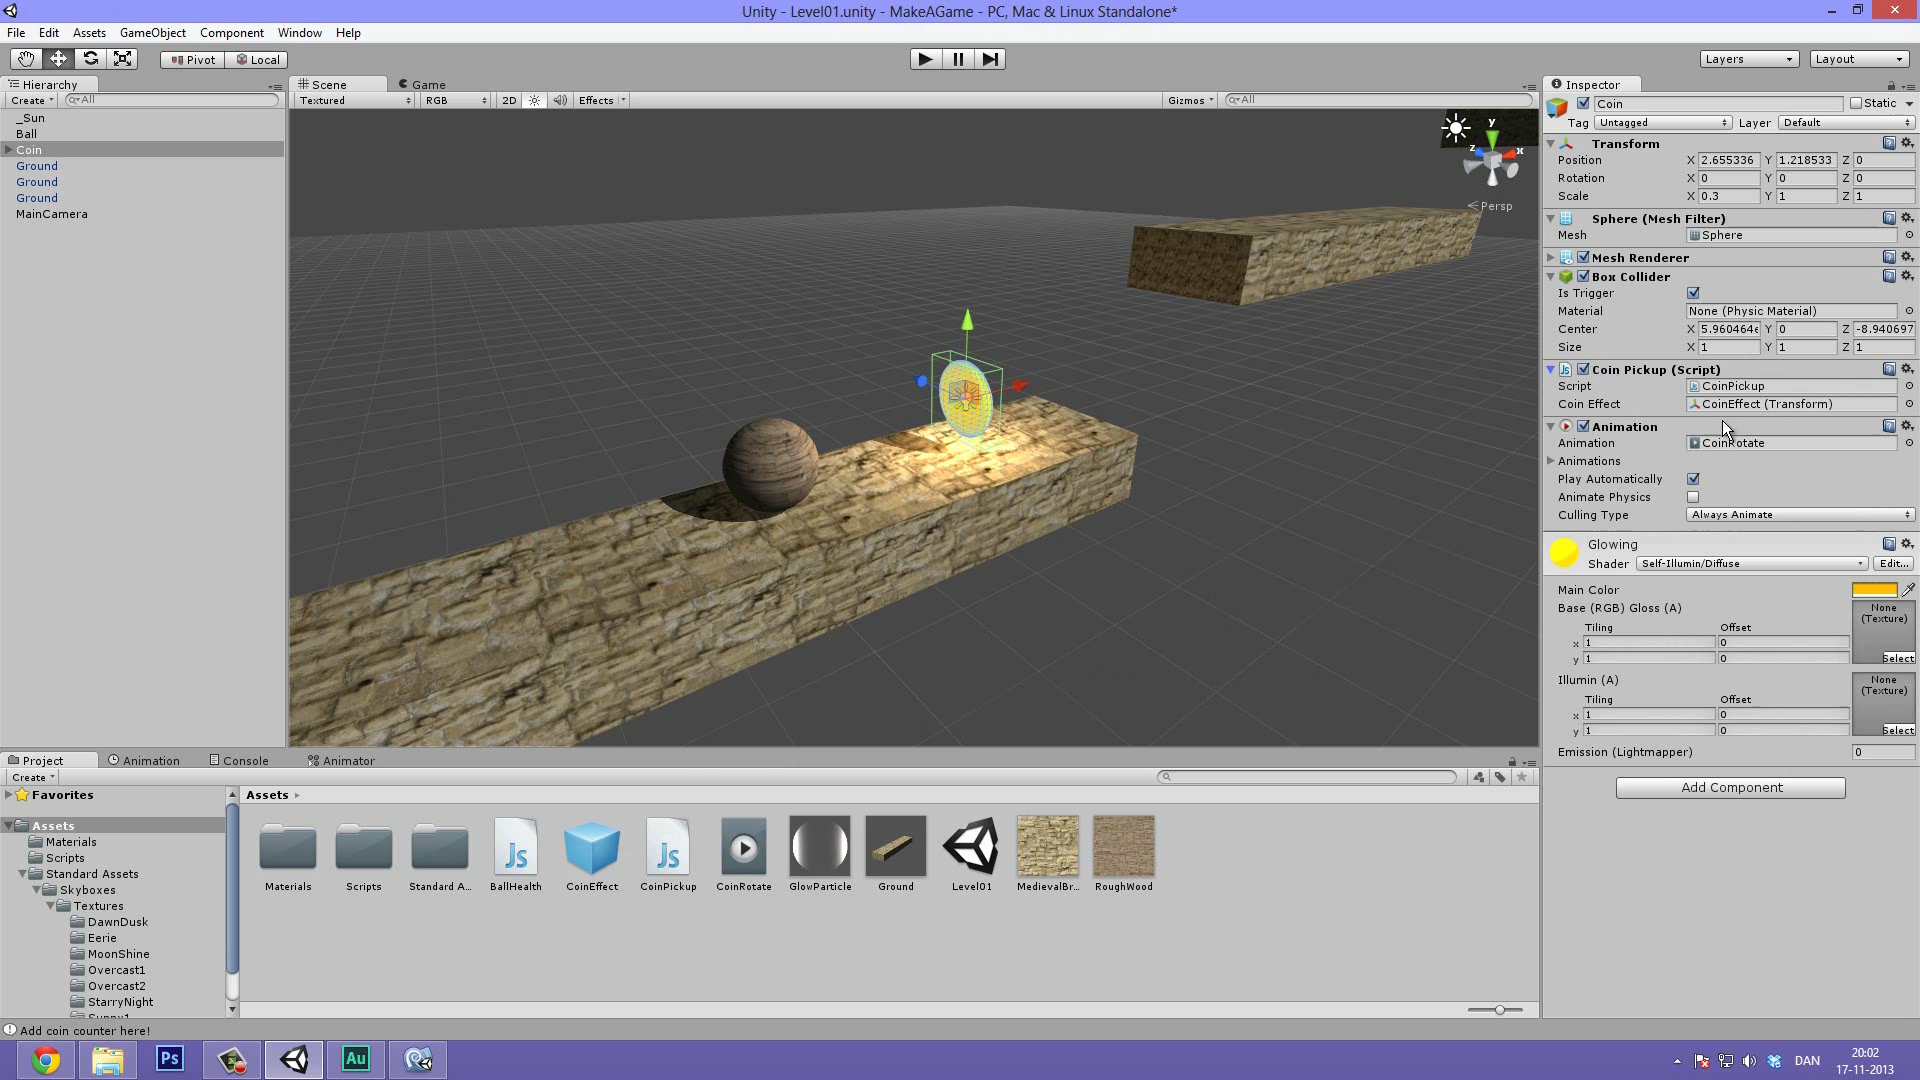 Unity - Level01.unity - MakeAGame - PC, Mac & Linux Standalone*
File Edit Assets GameObject Component Window Help
Pivot Local Layers Layout
Hierarchy
Create All
_Sun
Ball
Coin
Ground
Ground
Ground
MainCamera
Scene Game
Textured RGB 2D Effects Gizmos All
y
z x
Persp
Inspector
Coin Static
Tag Untagged Layer Default
Transform
Position X 2.655336 Y 1.218533 Z 0
Rotation X 0 Y 0 Z 0
Scale X 0.3 Y 1 Z 1
Sphere (Mesh Filter)
Mesh Sphere
Mesh Renderer
Box Collider
Is Trigger
Material None (Physic Material)
Center X 5.960464e Y 0 Z -8.940697
Size X 1 Y 1 Z 1
Coin Pickup (Script)
Script CoinPickup
Coin Effect CoinEffect (Transform)
Animation
Animation CoinRotate
Animations
Play Automatically
Animate Physics
Culling Type Always Animate
Glowing
Shader Self-Illumin/Diffuse Edit...
Main Color
Base (RGB) Gloss (A) None (Texture)
Tiling Offset
x 1 0
y 1 0 Select
Illumin (A) None (Texture)
Tiling Offset
x 1 0
y 1 0 Select
Emission (Lightmapper) 0
Add Component
Project Animation Console Animator
Create
Favorites
Assets
Materials
Scripts
Standard Assets
Skyboxes
Textures
DawnDusk
Eerie
MoonShine
Overcast1
Overcast2
StarryNight
Sunny1
Assets
Js Js
Materials Scripts Standard A... BallHealth CoinEffect CoinPickup CoinRotate GlowParticle Ground Level01 MedievalBr... RoughWood
Add coin counter here!
Ps Au DAN 20:02
17-11-2013